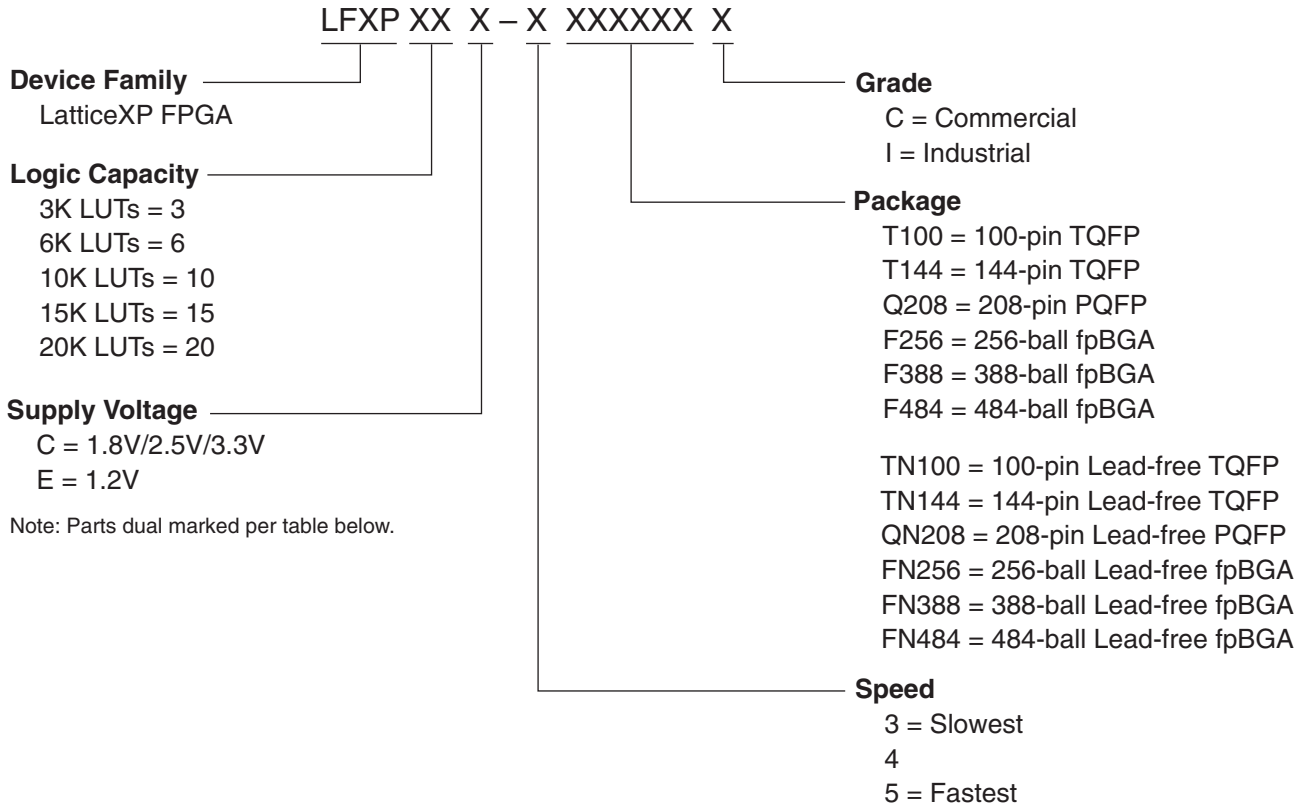 LFXP XX X – X XXXXXX X
Device Family
LatticeXP FPGA
Logic Capacity
3K LUTs = 3
6K LUTs = 6
10K LUTs = 10
15K LUTs = 15
20K LUTs = 20
Supply Voltage
C = 1.8V/2.5V/3.3V
E = 1.2V
Note: Parts dual marked per table below.
Grade
C = Commercial
I = Industrial
Package
T100 = 100-pin TQFP
T144 = 144-pin TQFP
Q208 = 208-pin PQFP
F256 = 256-ball fpBGA
F388 = 388-ball fpBGA
F484 = 484-ball fpBGA
TN100 = 100-pin Lead-free TQFP
TN144 = 144-pin Lead-free TQFP
QN208 = 208-pin Lead-free PQFP
FN256 = 256-ball Lead-free fpBGA
FN388 = 388-ball Lead-free fpBGA
FN484 = 484-ball Lead-free fpBGA
Speed
3 = Slowest
4
5 = Fastest